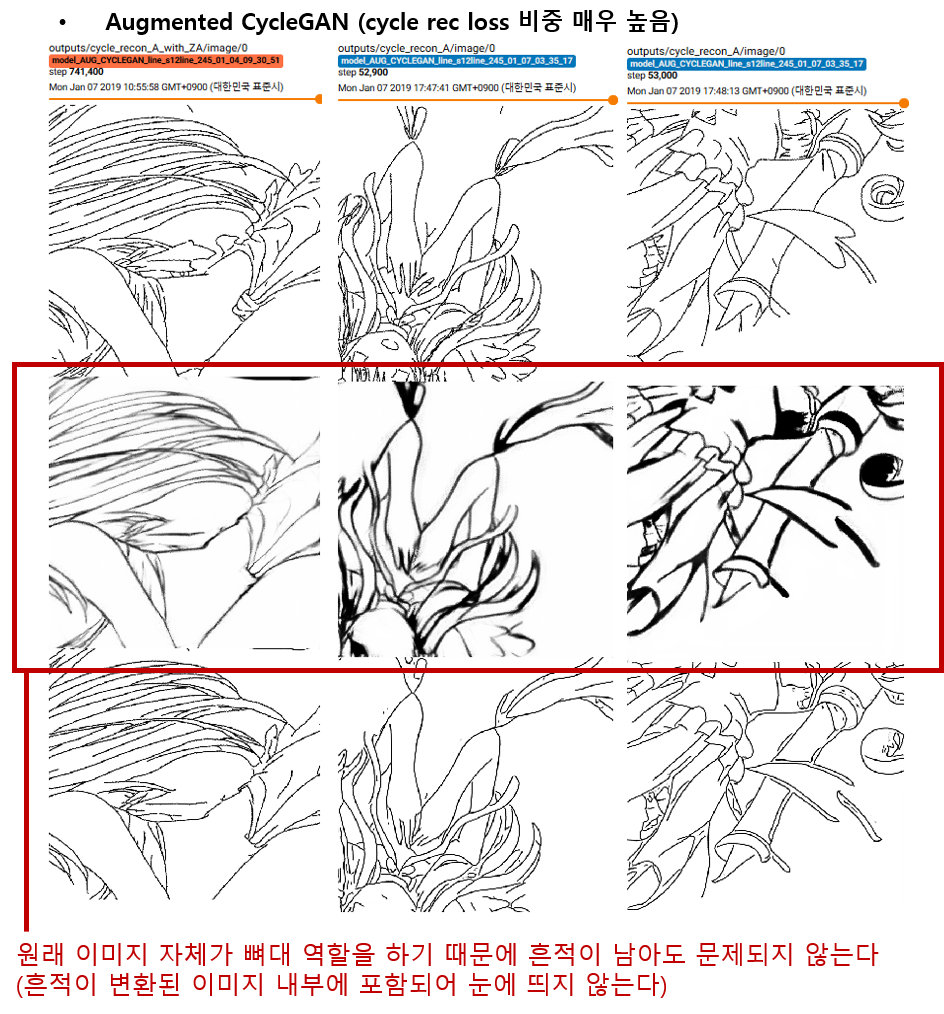 • Augmented CycleGAN (cycle rec loss 비중 매우 높음)
outputs/cycle_recon_A_with_ZA/image/0
model_AUG_CYCLEGAN_line_s12line_245_01_04_09_30_51
step 741,400
Mon Jan 07 2019 10:55:58 GMT+0900 (대한민국 표준시)
outputs/cycle_recon_A/image/0
model_AUG_CYCLEGAN_line_s12line_245_01_07_03_35_17
step 52,900
Mon Jan 07 2019 17:47:41 GMT+0900 (대한민국 표준시)
outputs/cycle_recon_A/image/0
model_AUG_CYCLEGAN_line_s12line_245_01_07_03_35_17
step 53,000
Mon Jan 07 2019 17:48:13 GMT+0900 (대한민국 표준시)
원래 이미지 자체가 뼈대 역할을 하기 때문에 흔적이 남아도 문제되지 않는다
(흔적이 변환된 이미지 내부에 포함되어 눈에 띄지 않는다)